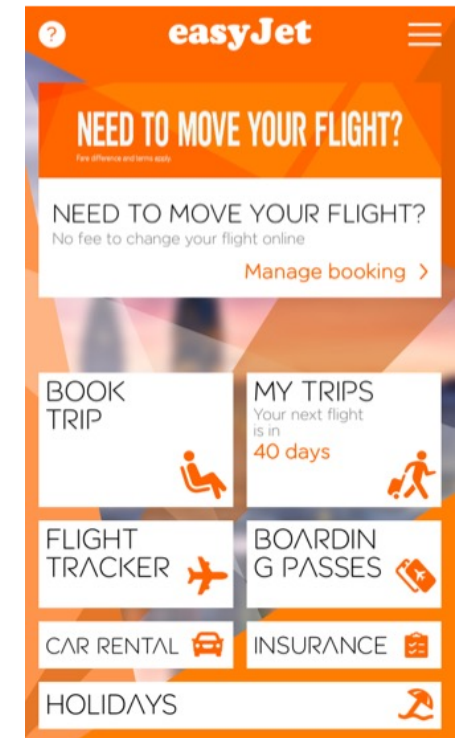 ?
easyJet
NEED TO MOVE YOUR FLIGHT?
Fare difference and terms apply.
NEED TO MOVE YOUR FLIGHT?
No fee to change your flight online
Manage booking >
BOOK
TRIP
MY TRIPS
Your next flight
is in
40 days
FLIGHT
TRACKER
BOARDIN
G PASSES
CAR RENTAL
INSURANCE
HOLIDAYS